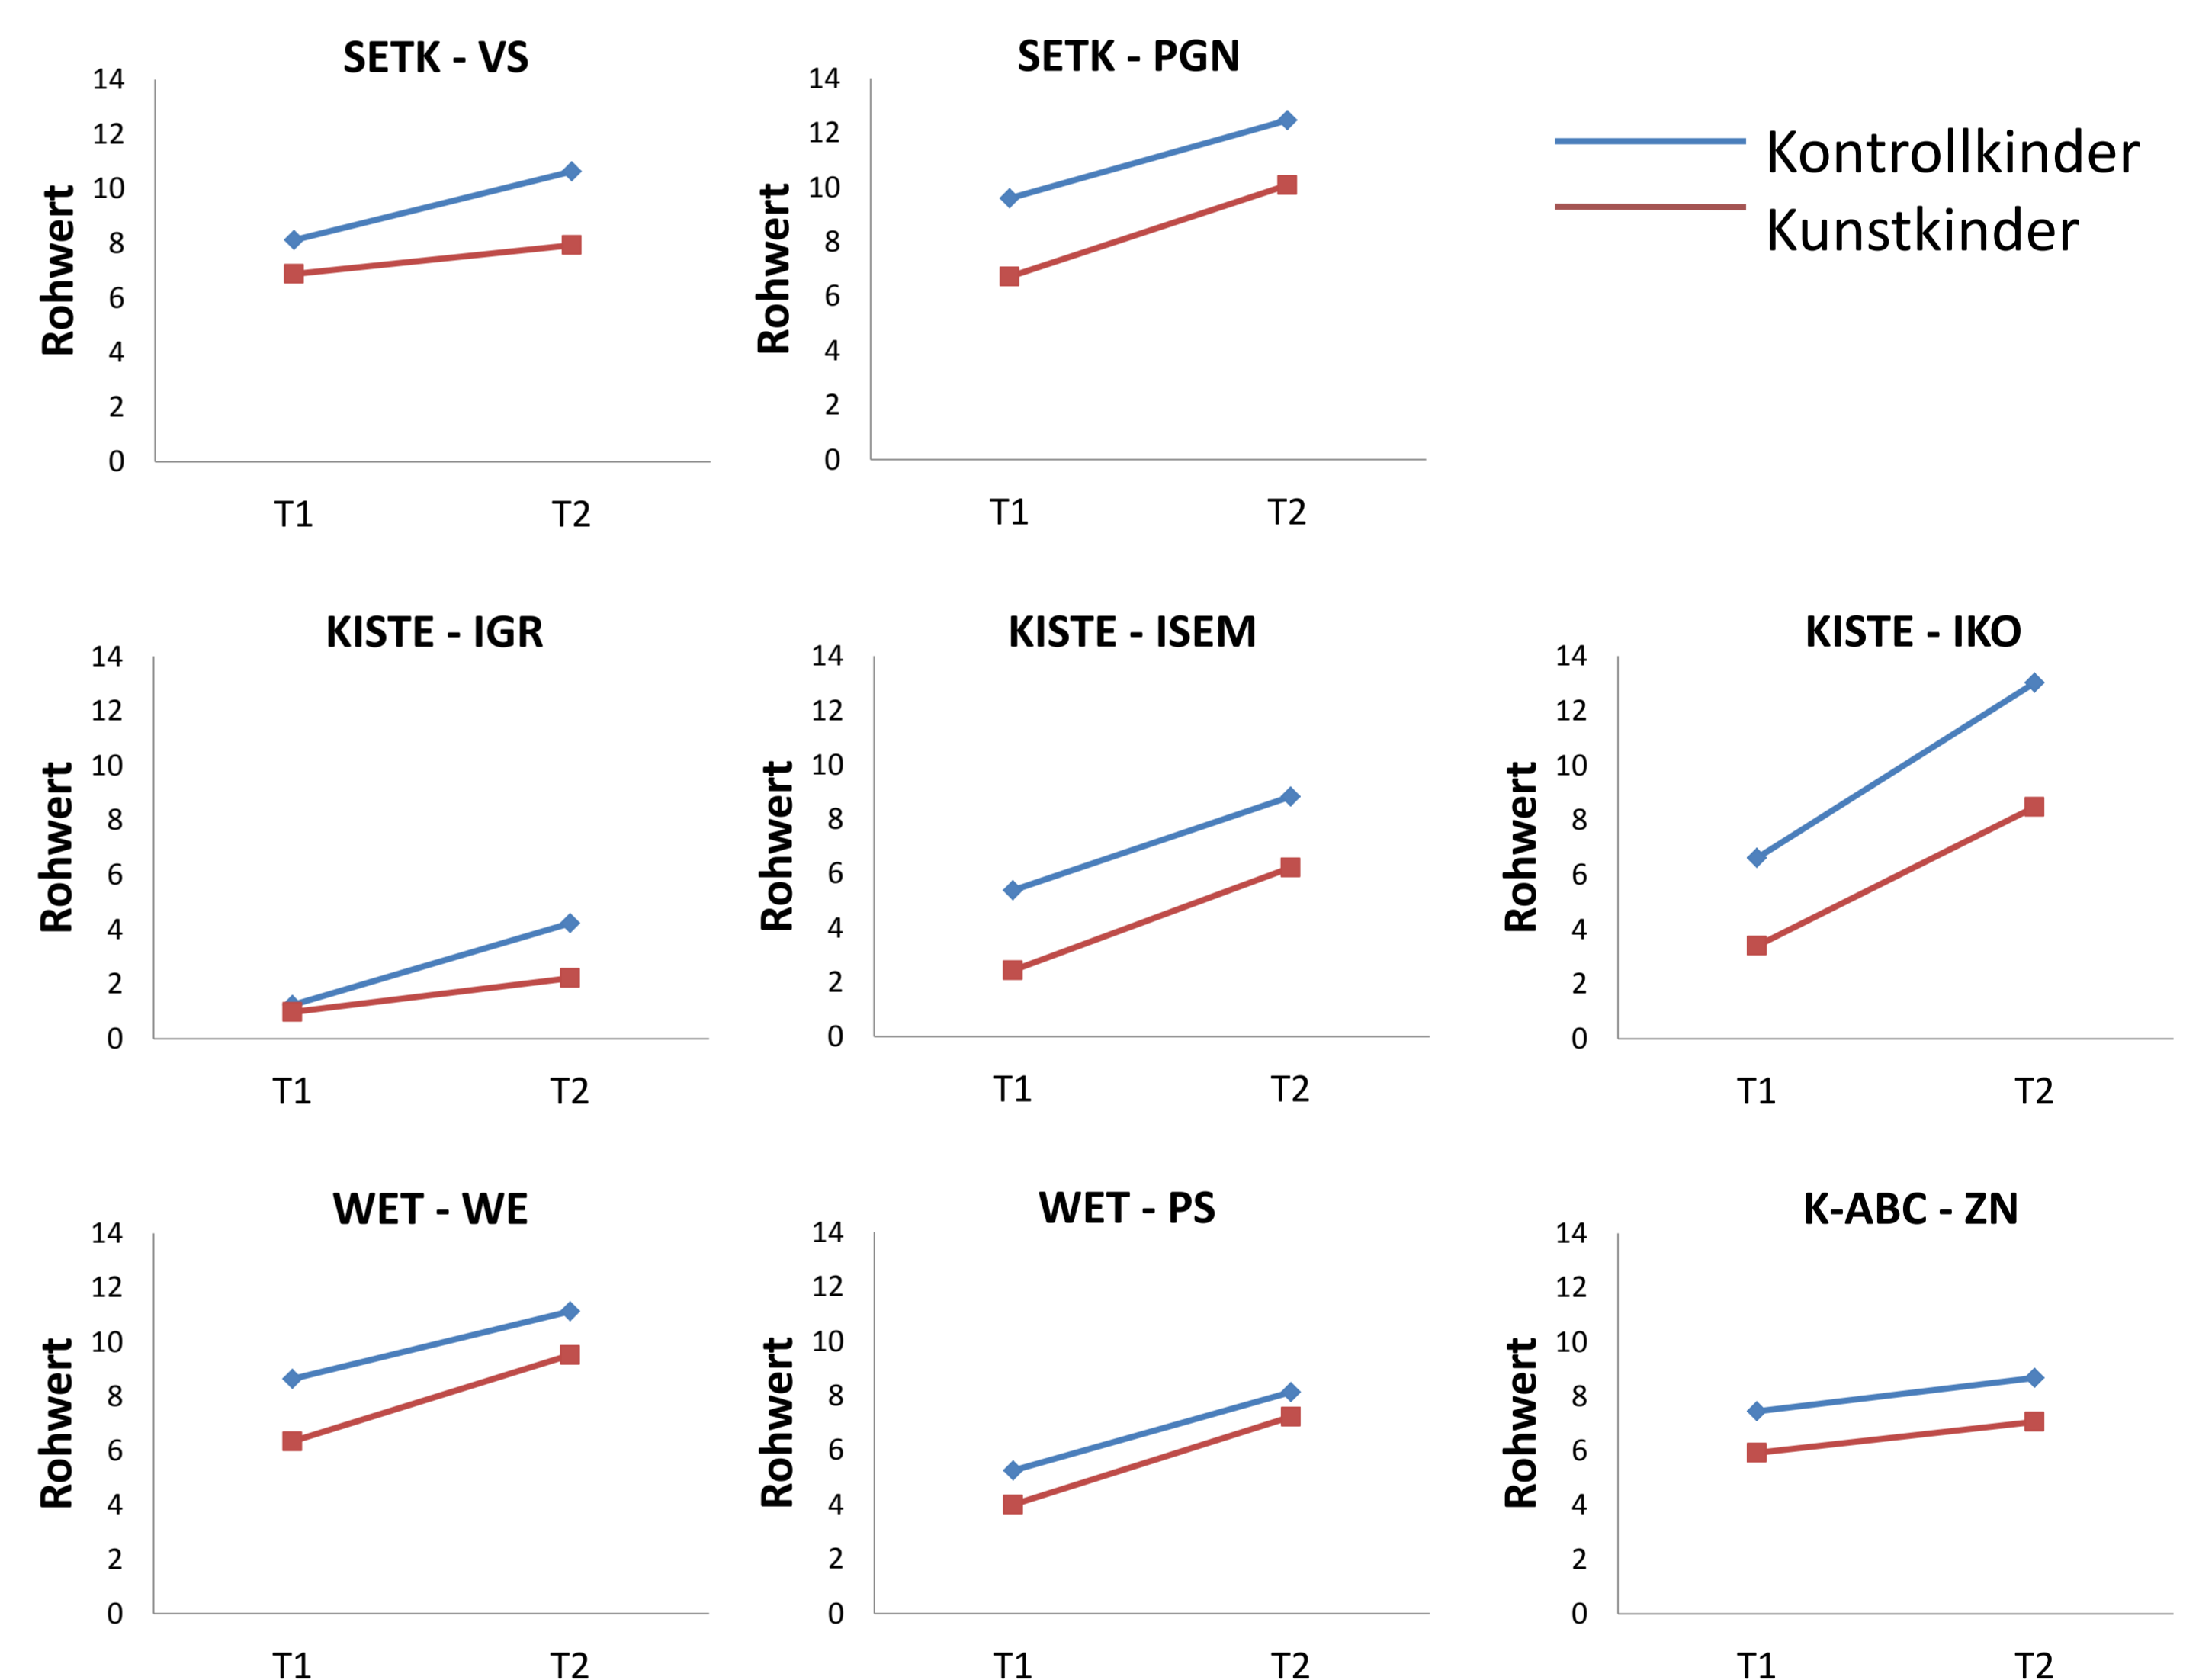 SETK - VS
14
12
10
8
6
4
2
0
Rohwert
T1 T2
SETK - PGN
14
12
10
8
6
4
2
0
Rohwert
T1 T2
Kontrollkinder
Kunstkinder
KISTE - IGR
14
12
10
8
6
4
2
0
Rohwert
T1 T2
KISTE - ISEM
14
12
10
8
6
4
2
0
Rohwert
T1 T2
KISTE - IKO
14
12
10
8
6
4
2
0
Rohwert
T1 T2
WET - WE
14
12
10
8
6
4
2
0
Rohwert
T1 T2
WET - PS
14
12
10
8
6
4
2
0
Rohwert
T1 T2
K-ABC - ZN
14
12
10
8
6
4
2
0
Rohwert
T1 T2